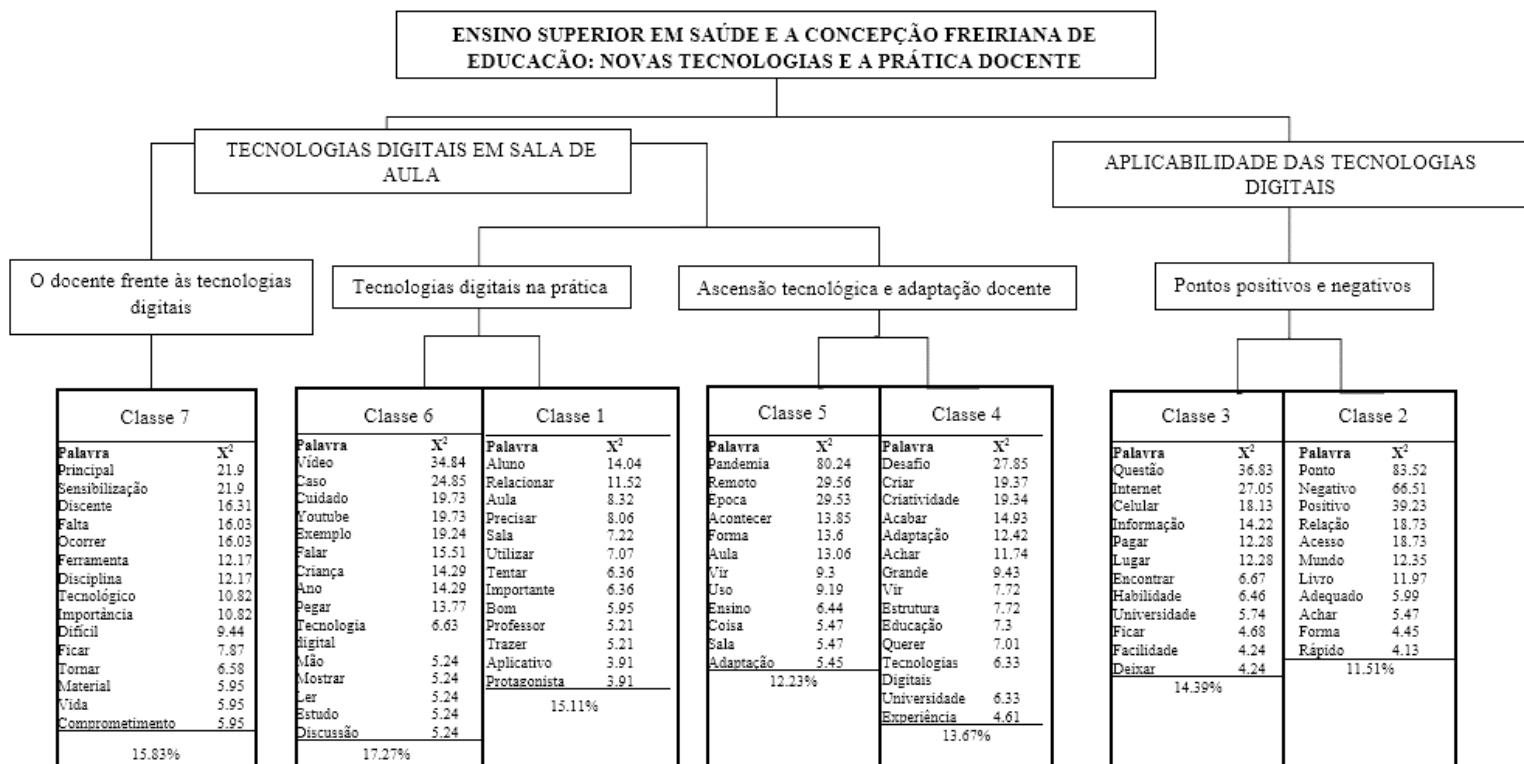 ENSINO SUPERIOR EM SAÚDE E A CONCEPÇÃO FREIRIANA DE
EDUCACÃO: NOVAS TECNOLOGIAS E A PRÁTICA DOCENTE
TECNOLOGIAS DIGITAIS EM SALA DE
AULA
APLICABILIDADE DAS TECNOLOGIAS
DIGITAIS
O docente frente às tecnologias
digitais
Tecnologias digitais na prática
Ascensão tecnológica e adaptação docente
Pontos positivos e negativos
Classe 7
Palavra X²
Principal 21.9
Sensibilização 21.9
Discente 16.31
Falta 16.03
Ocorrer 16.03
Ferramenta 12.17
Disciplina 12.17
Tecnológico 10.82
Importância 10.82
Difícil 9.44
Ficar 7.87
Tornar 6.58
Material 5.95
Vida 5.95
Comprometimento 5.95
15.83%
Classe 6
Palavra X²
Vídeo 34.84
Caso 24.85
Cuidado 19.73
Youtube 19.73
Exemplo 19.24
Falar 15.51
Criança 14.29
Ano 14.29
Pegar 13.77
Tecnologia 6.63
digital
Mão 5.24
Mostrar 5.24
Ler 5.24
Estudo 5.24
Discussão 5.24
17.27%
Classe 1
Palavra X²
Aluno 14.04
Relacionar 11.52
Aula 8.32
Precisar 8.06
Sala 7.22
Utilizar 7.07
Tentar 6.36
Importante 6.36
Bom 5.95
Professor 5.21
Trazer 5.21
Aplicativo 3.91
Protagonista 3.91
15.11%
Classe 5
Palavra X²
Pandemia 80.24
Remoto 29.56
Epoca 29.53
Acontecer 13.85
Forma 13.6
Aula 13.06
Vir 9.3
Uso 9.19
Ensino 6.44
Coisa 5.47
Sala 5.47
Adaptação 5.45
12.23%
Classe 4
Palavra X²
Desafio 27.85
Criar 19.37
Criatividade 19.34
Acabar 14.93
Adaptação 12.42
Achar 11.74
Grande 9.43
Vir 7.72
Estrutura 7.72
Educação 7.3
Querer 7.01
Tecnologias 6.33
Digitais
Universidade 6.33
Experiência 4.61
13.67%
Classe 3
Palavra X²
Questão 36.83
Internet 27.05
Celular 18.13
Informação 14.22
Pagar 12.28
Lugar 12.28
Encontrar 6.67
Habilidade 6.46
Universidade 5.74
Ficar 4.68
Facilidade 4.24
Deixar 4.24
14.39%
Classe 2
Palavra X²
Ponto 83.52
Negativo 66.51
Positivo 39.23
Relação 18.73
Acesso 18.73
Mundo 12.35
Livro 11.97
Adequado 5.99
Achar 5.47
Forma 4.45
Rápido 4.13
11.51%